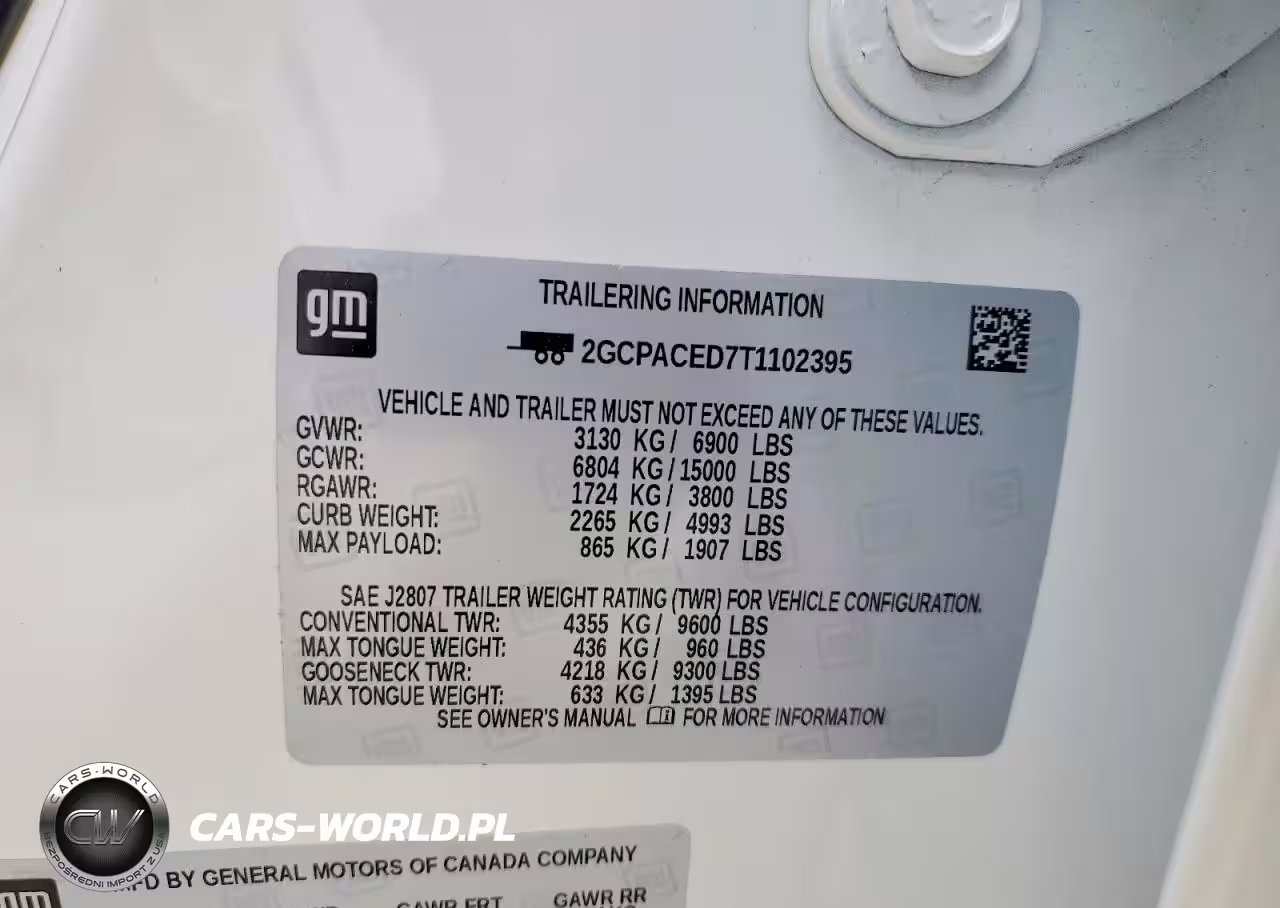 gm
TRAILERING INFORMATION
2GCPACED7T1102395
VEHICLE AND TRAILER MUST NOT EXCEED ANY OF THESE VALUES.
GVWR: 3130 KG/ 6900 LBS
GCWR: 6804 KG/ 15000 LBS
RGAWR: 1724 KG/ 3800 LBS
CURB WEIGHT: 2265 KG/ 4993 LBS
MAX PAYLOAD: 865 KG/ 1907 LBS
SAE J2807 TRAILER WEIGHT RATING (TWR) FOR VEHICLE CONFIGURATION.
CONVENTIONAL TWR: 4355 KG/ 9600 LBS
MAX TONGUE WEIGHT: 436 KG/ 960 LBS
GOOSENECK TWR: 4218 KG/ 9300 LBS
MAX TONGUE WEIGHT: 633 KG/ 1395 LBS
SEE OWNER'S MANUAL FOR MORE INFORMATION
CARS-WORLD
CW
BEZPOŚREDNI IMPORT Z USA
CARS-WORLD.PL
MFD BY GENERAL MOTORS OF CANADA COMPANY
gm
GAWR FRT GAWR RR